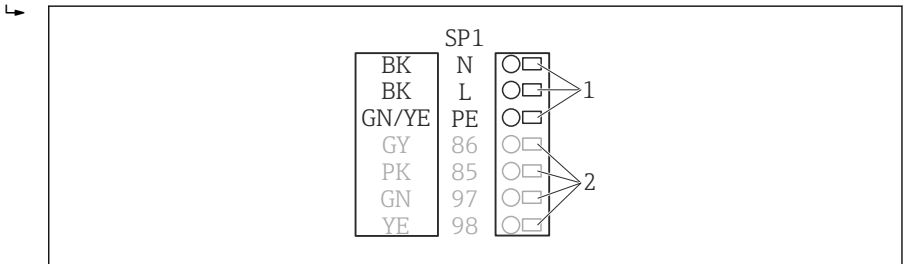 SP1
BK N
BK L 1
GN/YE PE
GY 86
PK 85 2
GN 97
YE 98